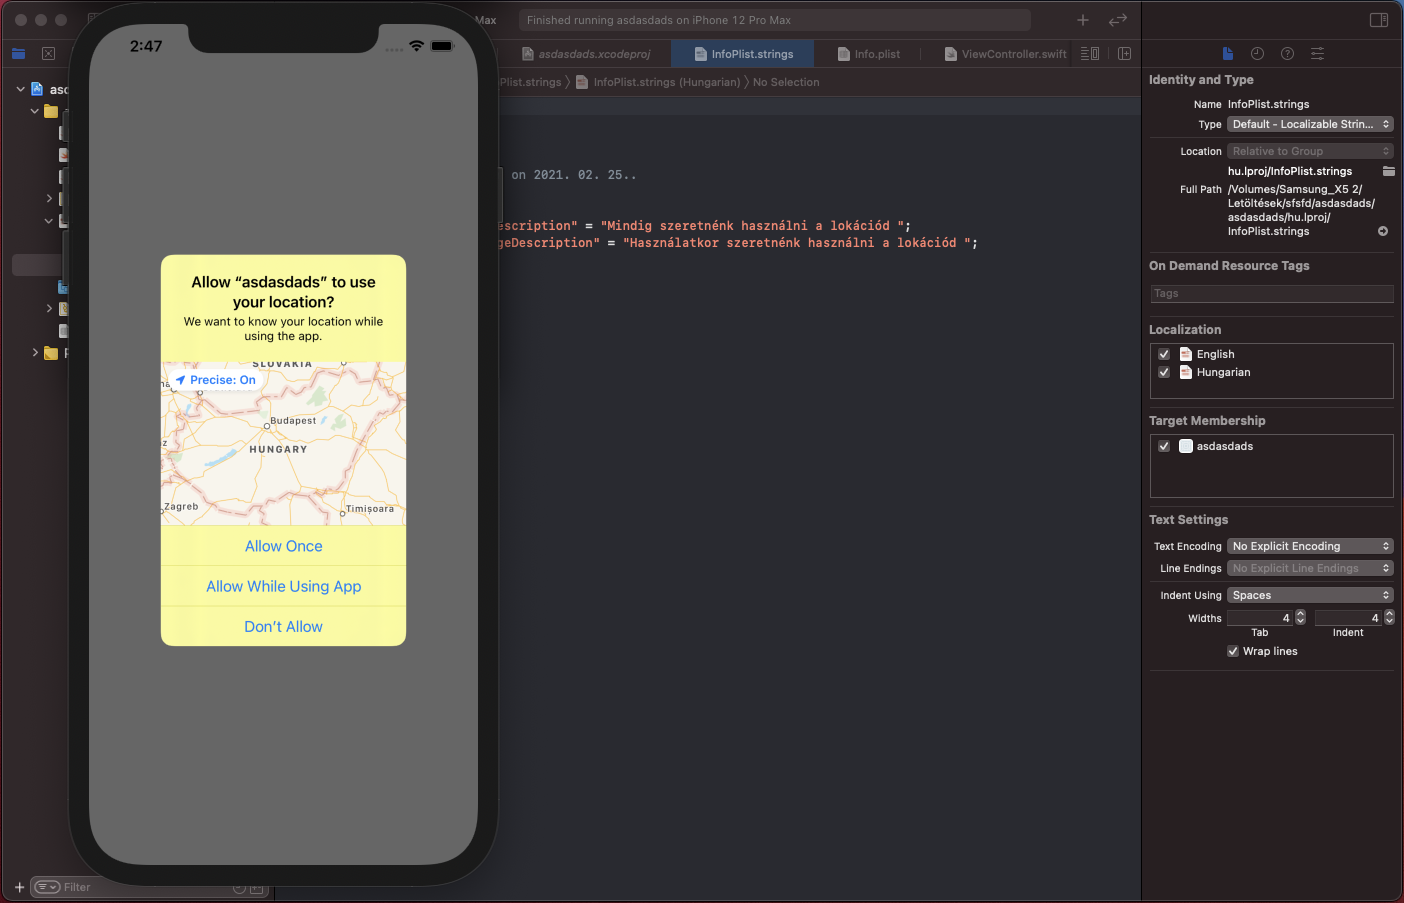 Max
Finished running asdasdads on iPhone 12 Pro Max
2:47
asdasdads.xcodeproj
InfoPlist.strings
Info.plist
ViewController.swift
Plist.strings 〉 InfoPlist.strings (Hungarian) 〉 No Selection
on 2021. 02. 25..
escription" = "Mindig szeretnénk használni a lokációd ";
geDescription" = "Használatkor szeretnénk használni a lokációd ";
Allow “asdasdads” to use
your location?
We want to know your location while
using the app.
SLOVAKIA
Precise: On
Budapest
HUNGARY
Zagreb
Timișoara
Allow Once
Allow While Using App
Don’t Allow
Filter
Identity and Type
Name InfoPlist.strings
Type Default - Localizable Strin...
Location Relative to Group
hu.lproj/InfoPlist.strings
Full Path /Volumes/Samsung_X5 2/
Letöltések/sfsfd/asdasdads/
asdasdads/hu.lproj/
InfoPlist.strings
On Demand Resource Tags
Tags
Localization
English
Hungarian
Target Membership
asdasdads
Text Settings
Text Encoding No Explicit Encoding
Line Endings No Explicit Line Endings
Indent Using Spaces
Widths 4 4
Tab Indent
Wrap lines